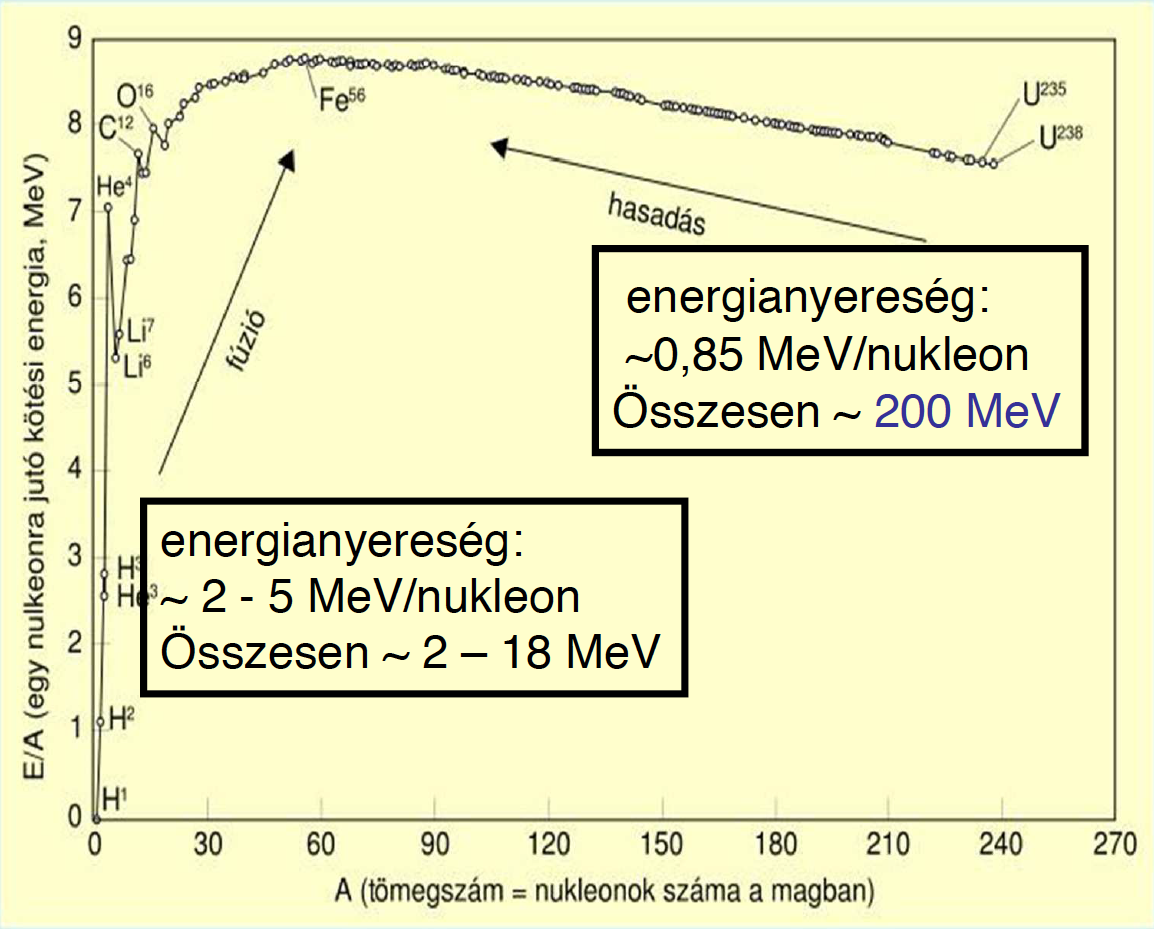 E/A (egy nulkeonra jutó kötési energia, MeV)
9
8
7
6
5
4
3
2
1
0
O¹⁶
C¹²
He⁴
Li⁷
Li⁶
H³
He³
H²
H¹
Fe⁵⁶
U²³⁵
U²³⁸
fúzió
hasadás
energianyereség:
~0,85 MeV/nukleon
Összesen ~ 200 MeV
energianyereség:
~ 2 - 5 MeV/nukleon
Összesen ~ 2 – 18 MeV
0 30 60 90 120 150 180 210 240 270
A (tömegszám = nukleonok száma a magban)